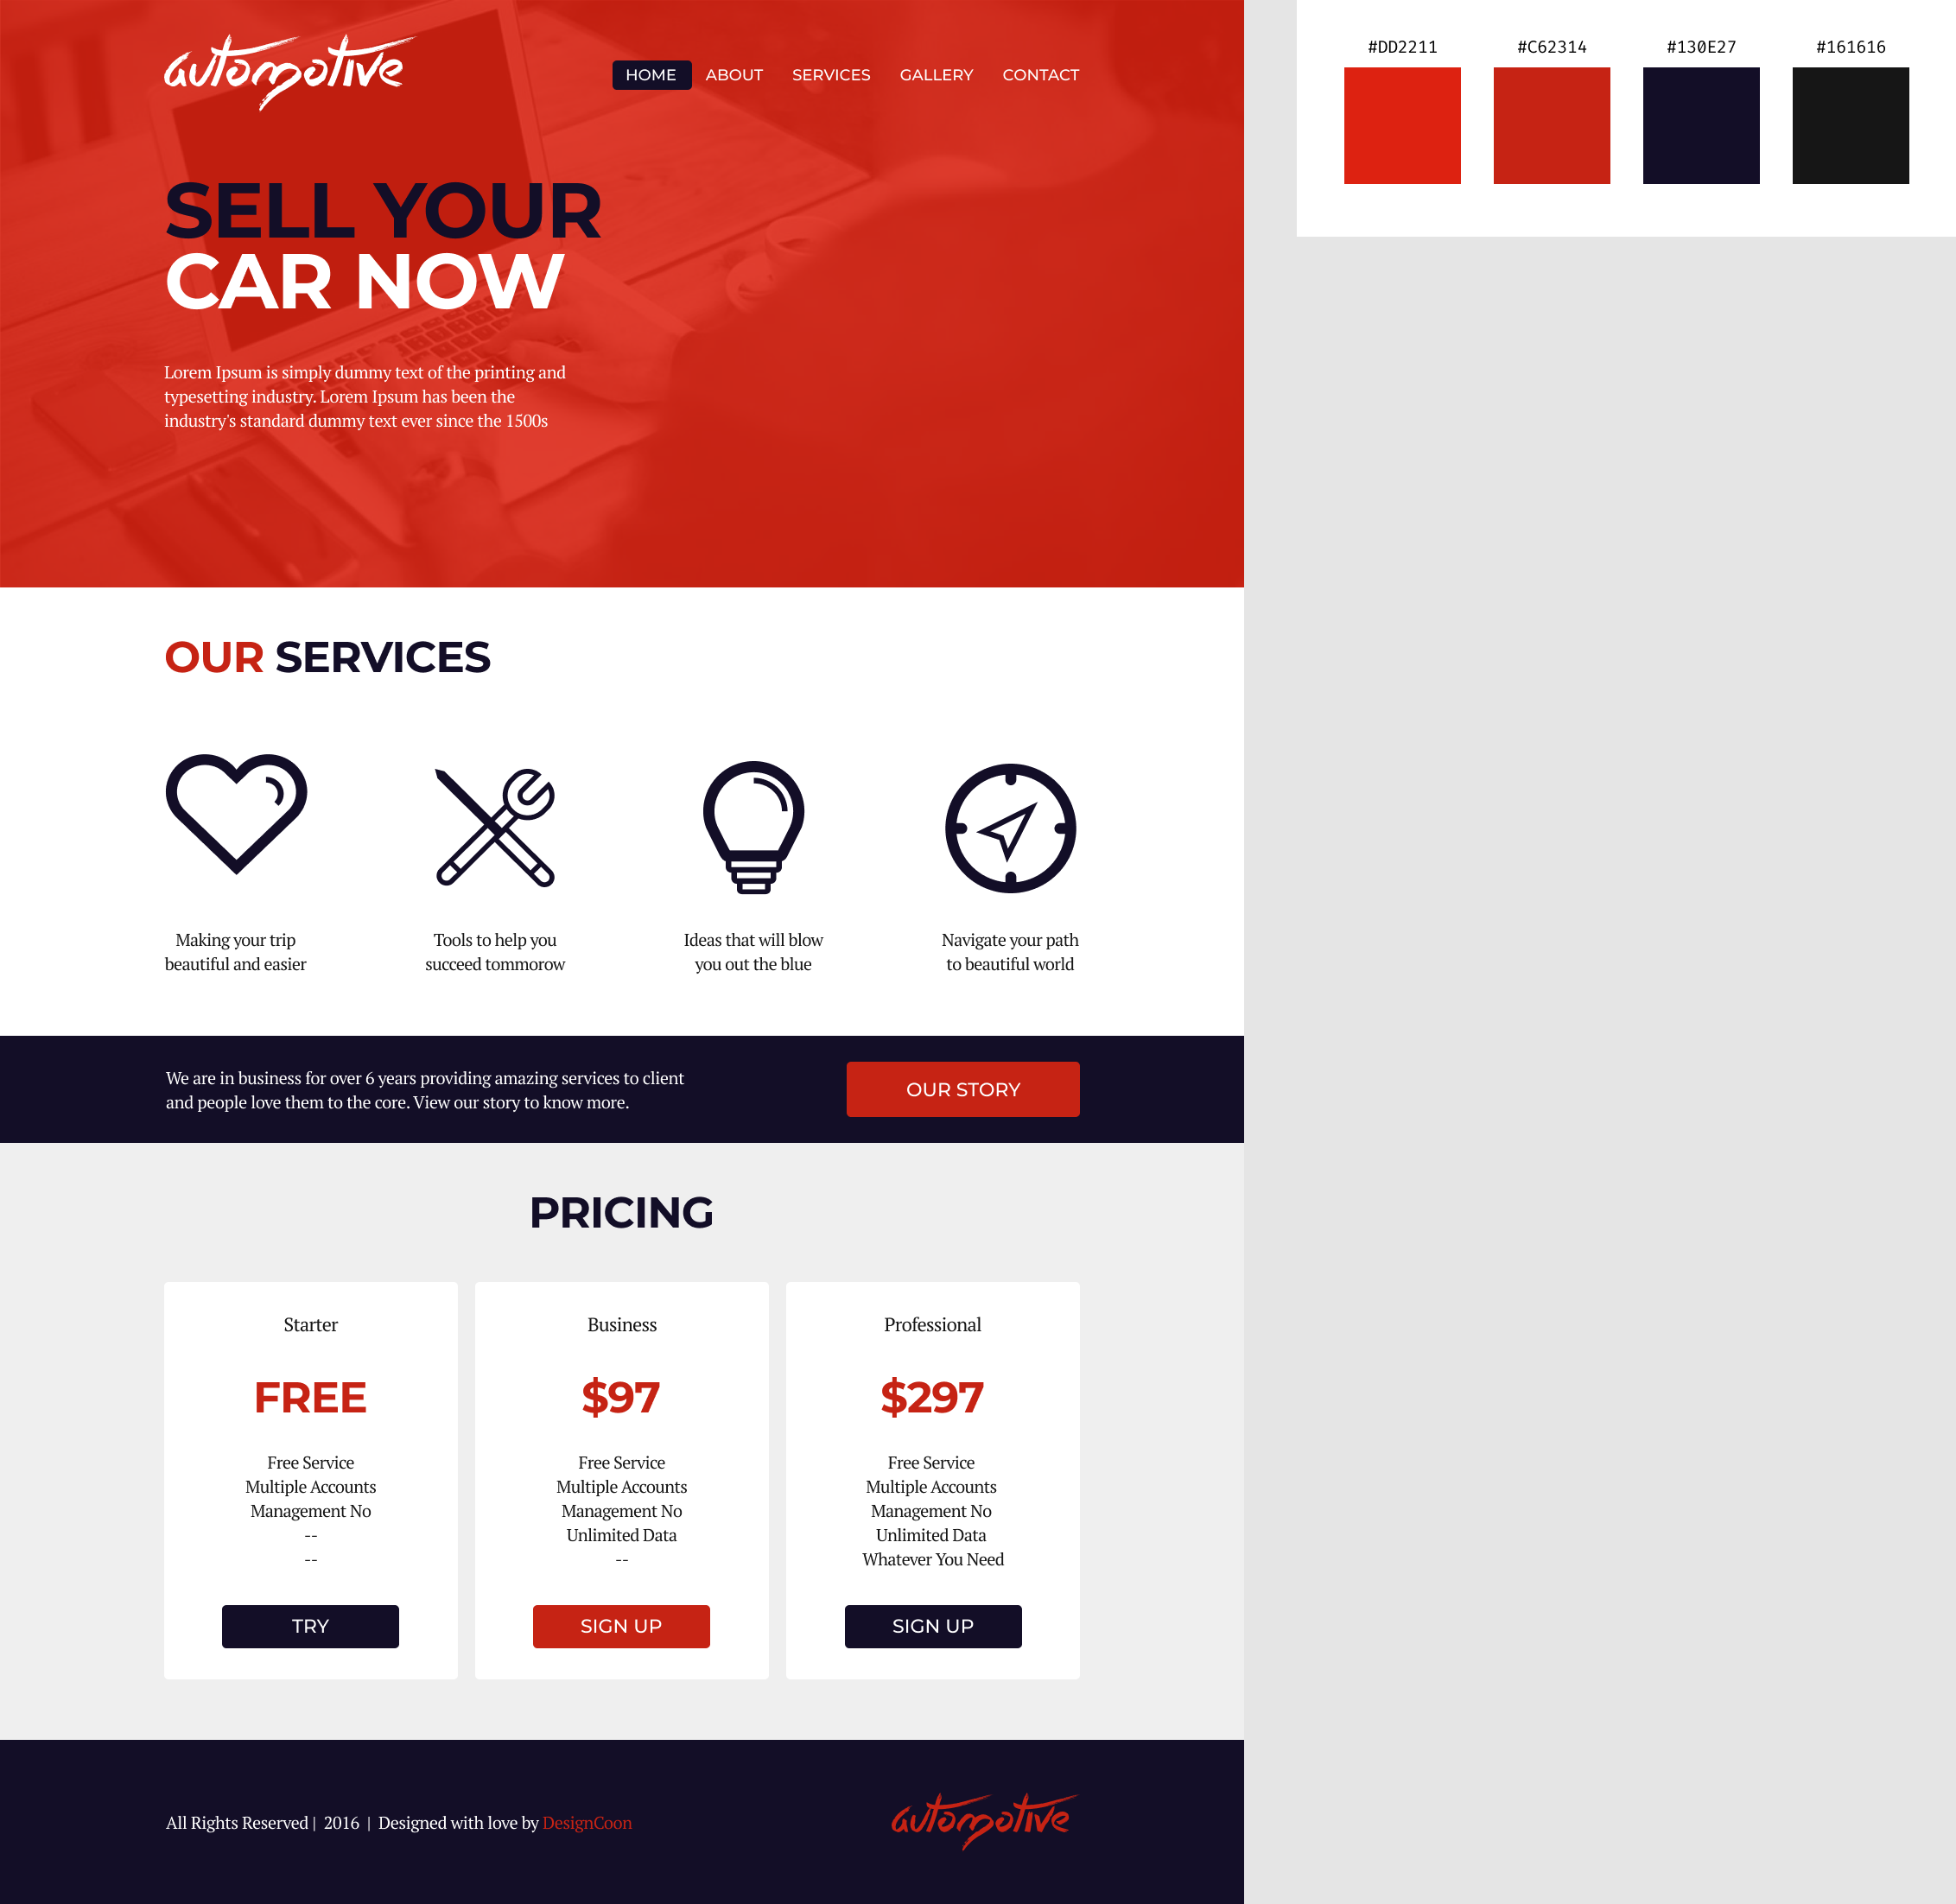 automotive
HOME ABOUT SERVICES GALLERY CONTACT
SELL YOUR
CAR NOW
Lorem Ipsum is simply dummy text of the printing and
typesetting industry. Lorem Ipsum has been the
industry's standard dummy text ever since the 1500s
#DD2211 #C62314 #130E27 #161616
OUR SERVICES
Making your trip
beautiful and easier
Tools to help you
succeed tommorow
Ideas that will blow
you out the blue
Navigate your path
to beautiful world
We are in business for over 6 years providing amazing services to client
and people love them to the core. View our story to know more.
OUR STORY
PRICING
Starter
FREE
Free Service
Multiple Accounts
Management No
--
--
TRY
Business
$97
Free Service
Multiple Accounts
Management No
Unlimited Data
--
SIGN UP
Professional
$297
Free Service
Multiple Accounts
Management No
Unlimited Data
Whatever You Need
SIGN UP
All Rights Reserved | 2016 | Designed with love by DesignCoon
automotive